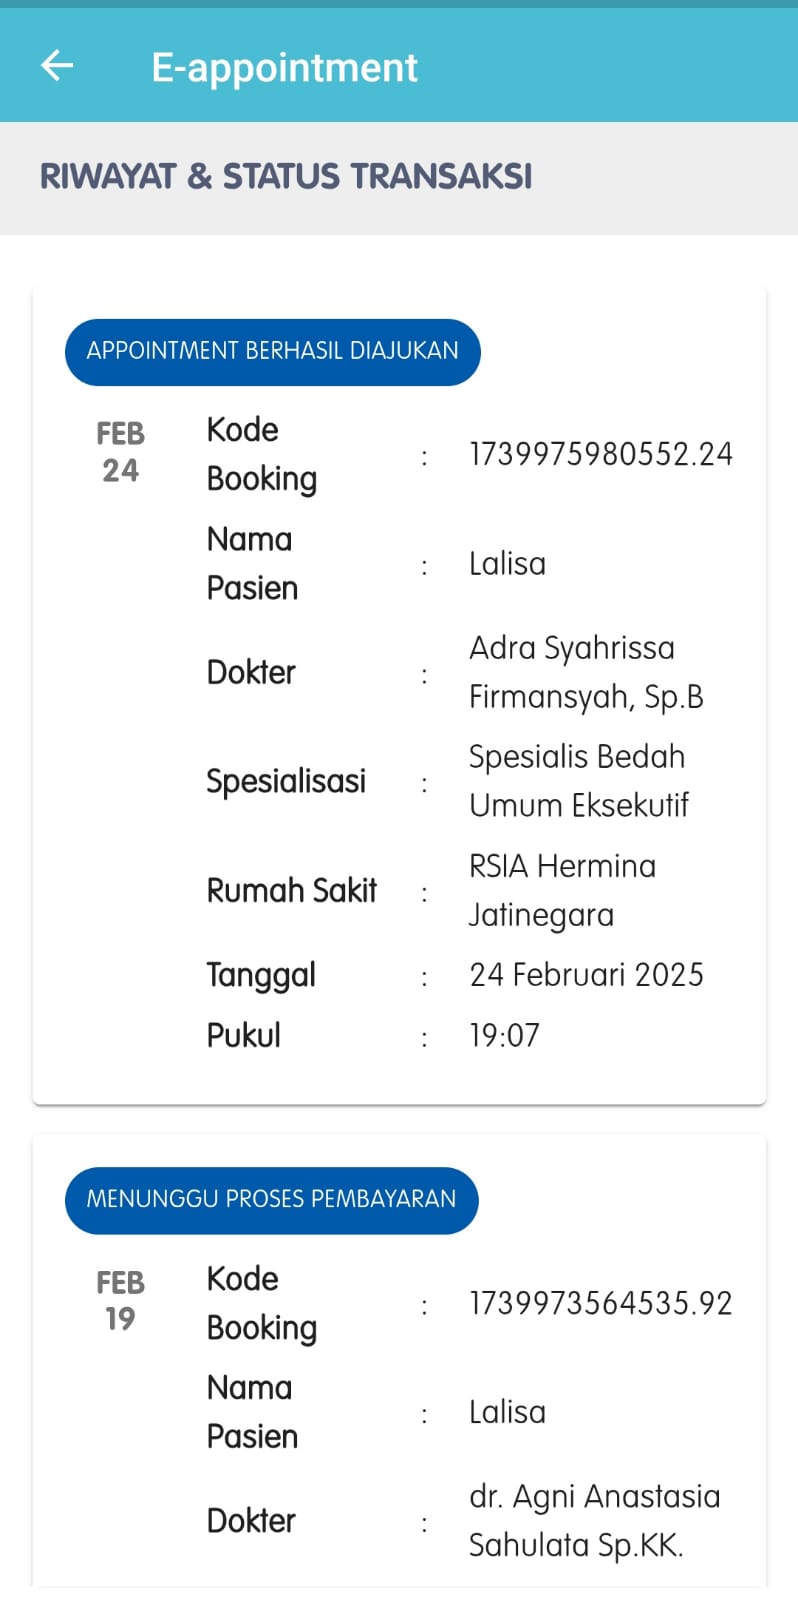 E-appointment
RIWAYAT & STATUS TRANSAKSI
APPOINTMENT BERHASIL DIAJUKAN
FEB
24
Kode
Booking
:
1739975980552.24
Nama
Pasien
:
Lalisa
Dokter
:
Adra Syahrissa
Firmansyah, Sp.B
Spesialisasi
:
Spesialis Bedah
Umum Eksekutif
Rumah Sakit
:
RSIA Hermina
Jatinegara
Tanggal
:
24 Februari 2025
Pukul
:
19:07
MENUNGGU PROSES PEMBAYARAN
FEB
19
Kode
Booking
:
1739973564535.92
Nama
Pasien
:
Lalisa
Dokter
:
dr. Agni Anastasia
Sahulata Sp.KK.